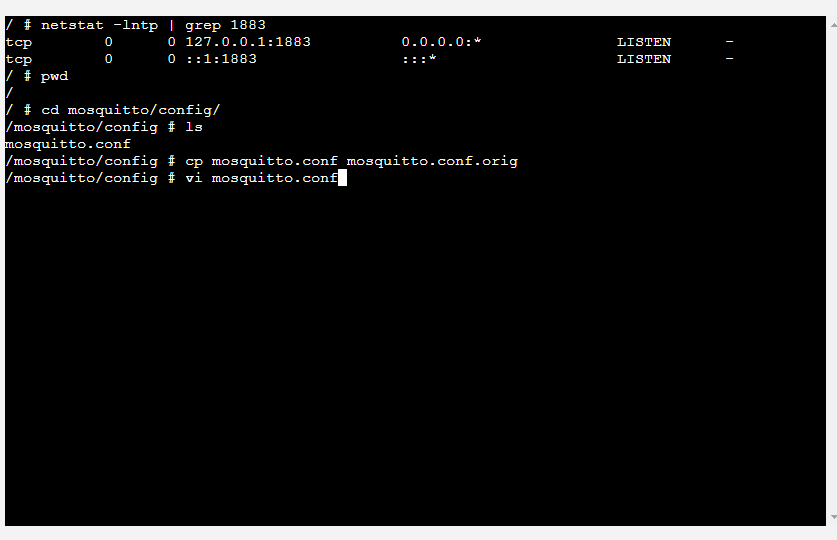 / # netstat -lntp | grep 1883
tcp        0      0 127.0.0.1:1883          0.0.0.0:*               LISTEN      -
tcp        0      0 ::1:1883                :::*                    LISTEN      -
/ # pwd
/
/ # cd mosquitto/config/
/mosquitto/config # ls
mosquitto.conf
/mosquitto/config # cp mosquitto.conf mosquitto.conf.orig
/mosquitto/config # vi mosquitto.conf